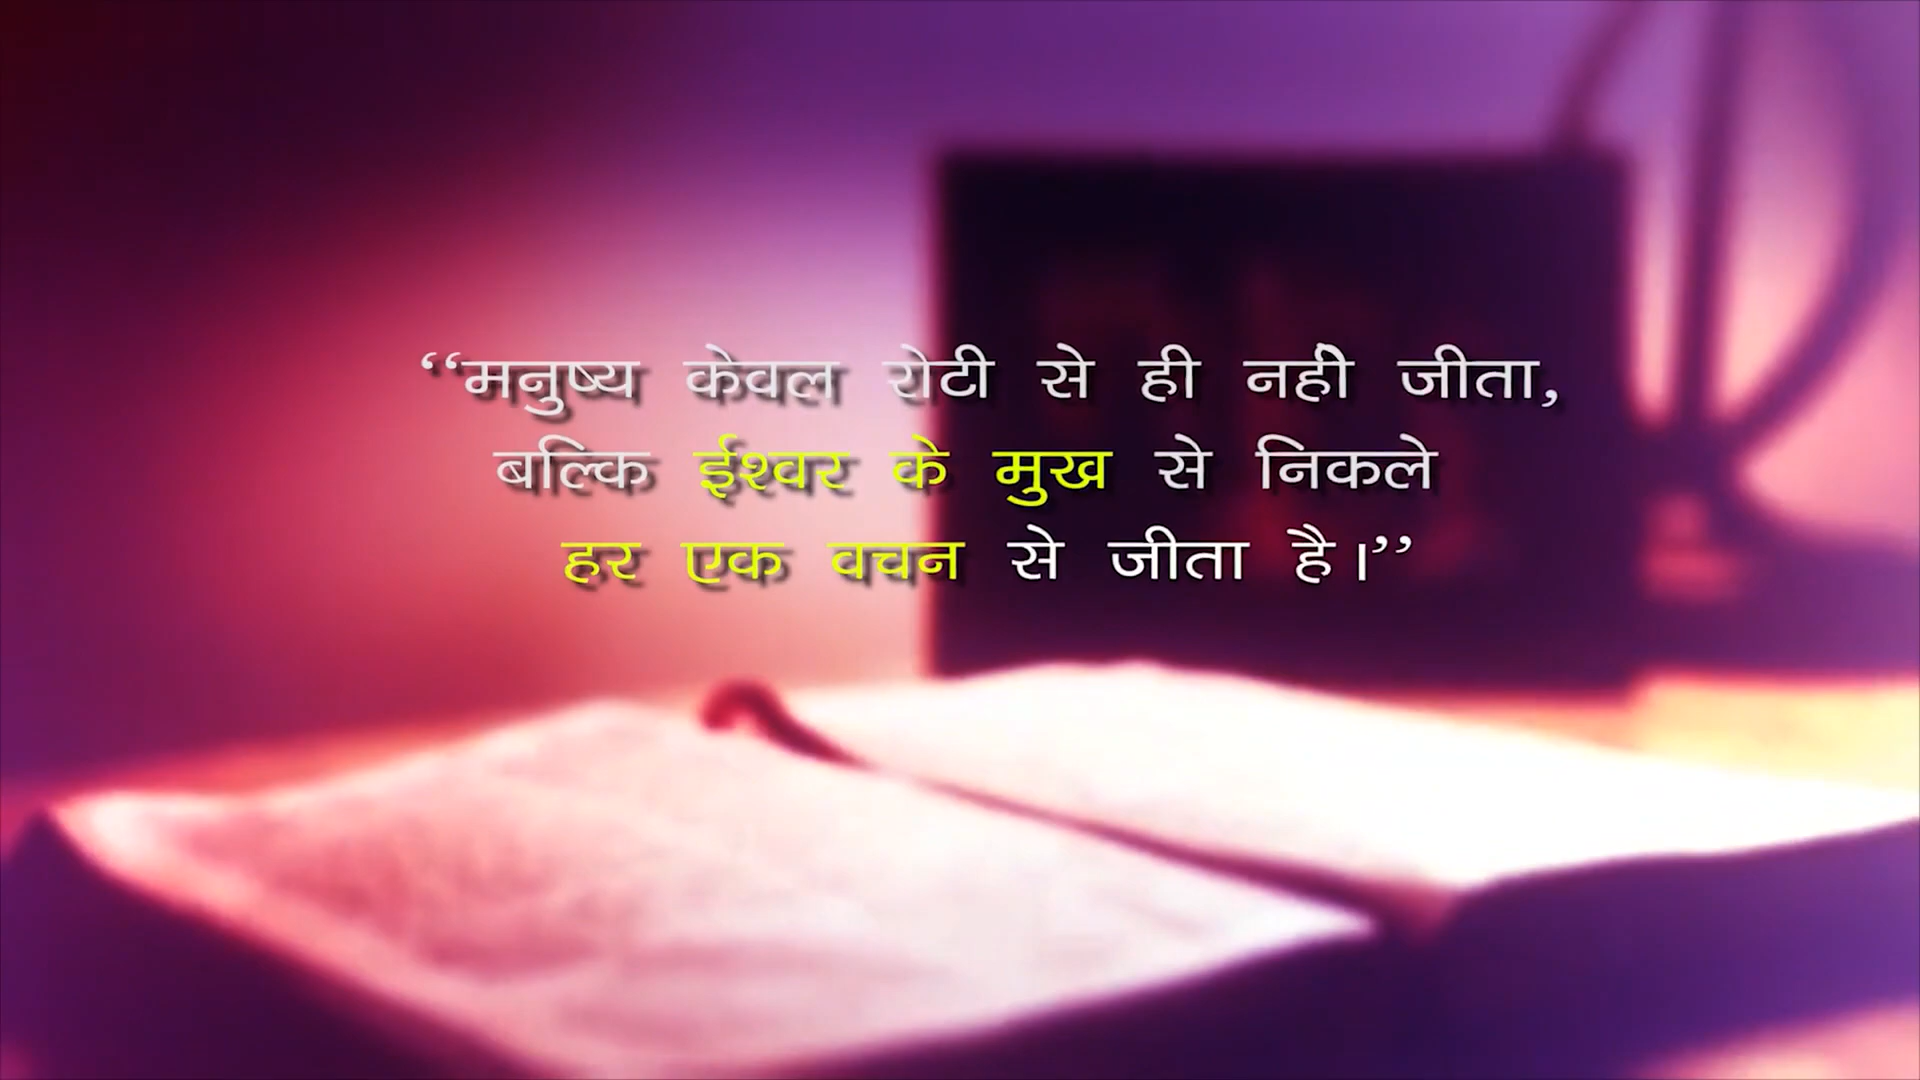 “मनुष्य केवल रोटी से ही नहीं जीता,
बल्कि ईश्वर के मुख से निकले
हर एक वचन से जीता है।”